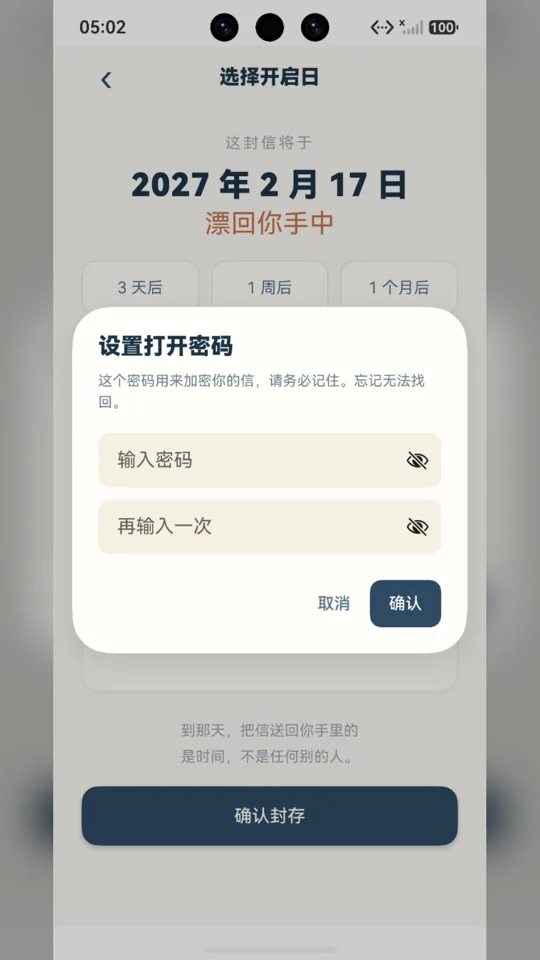 05:02
100
选择开启日
这封信将于
2027 年 2 月 17 日
漂回你手中
3 天后
1 周后
1 个月后
设置打开密码
这个密码用来加密你的信，请务必记住。忘记无法找
回。
输入密码
再输入一次
取消
确认
到那天，把信送回你手里的
是时间，不是任何别的人。
确认封存